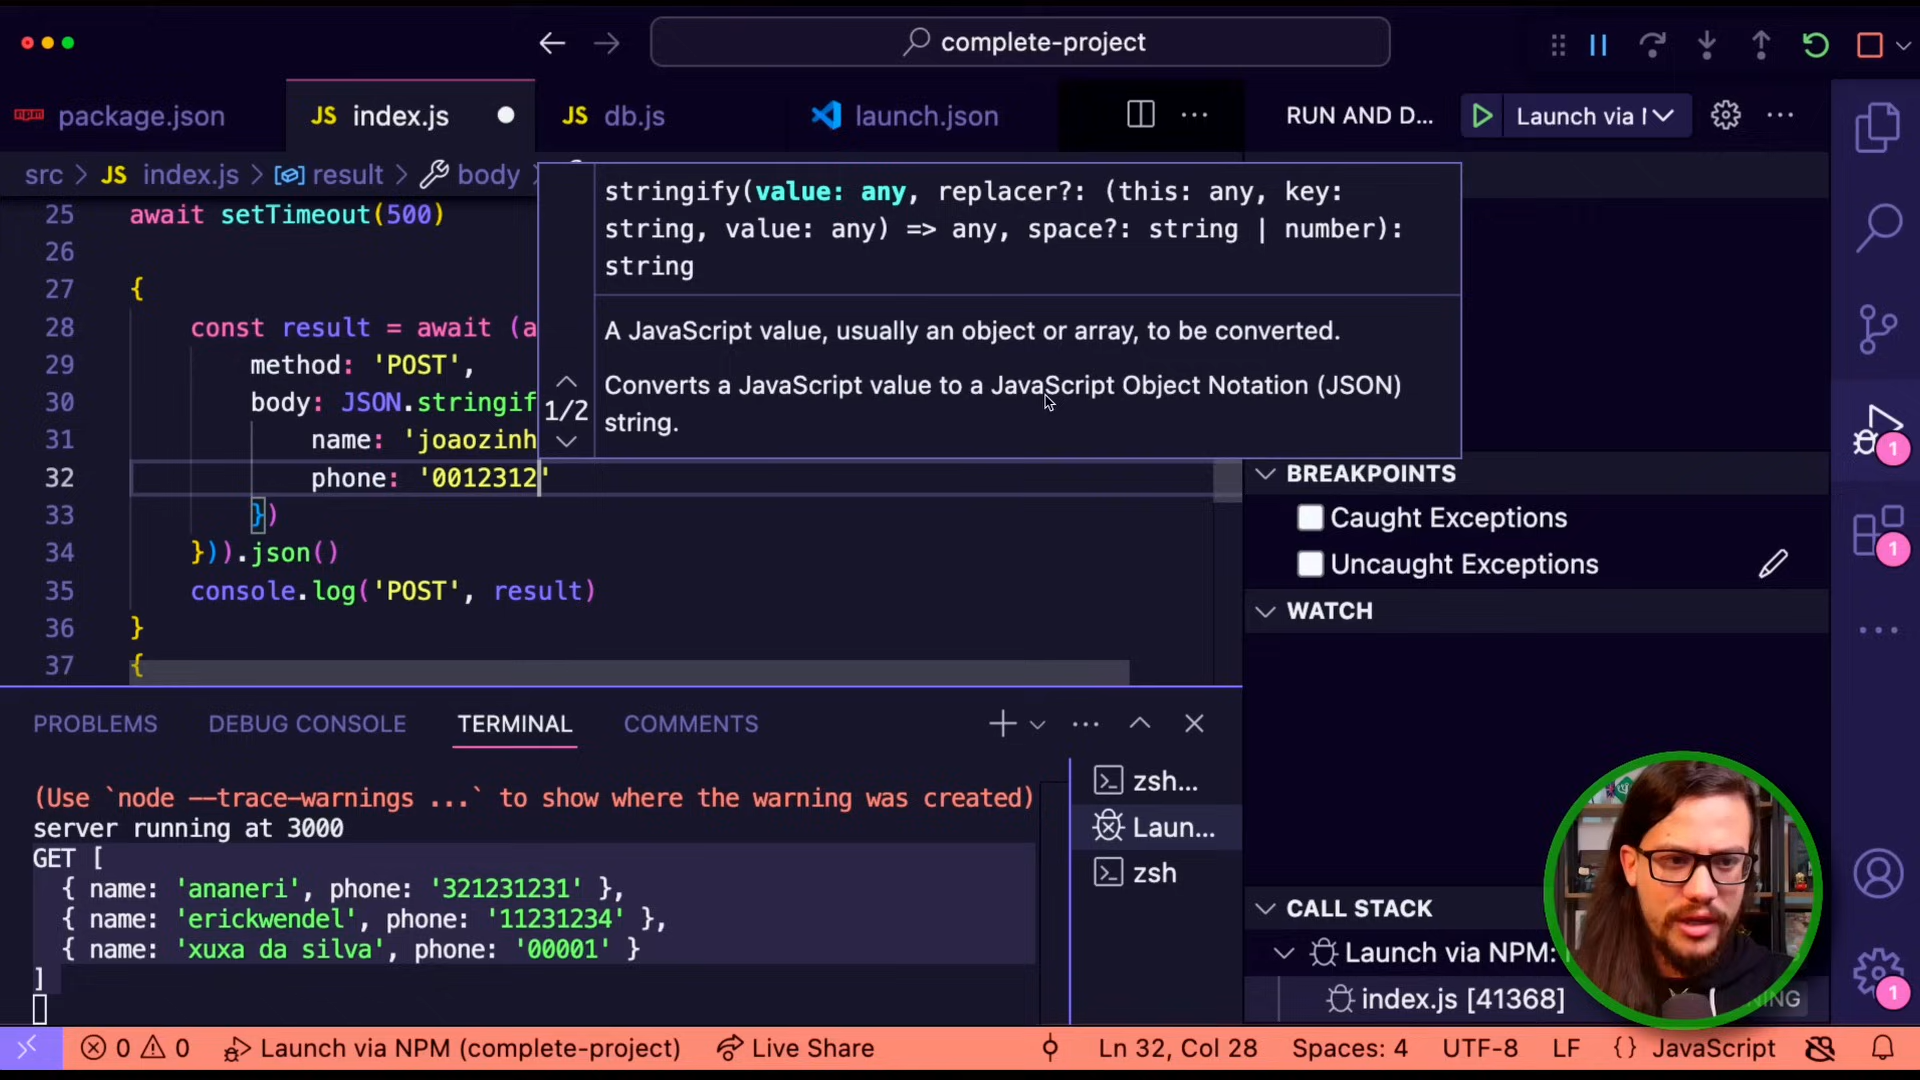 complete-project
package.json
JS index.js
JS db.js
launch.json
RUN AND D...
Launch via
src > JS index.js > result > body
stringify(value: any, replacer?: (this: any, key:
string, value: any) => any, space?: string | number):
string
A JavaScript value, usually an object or array, to be converted.
Converts a JavaScript value to a JavaScript Object Notation (JSON)
string.
1/2
25 await setTimeout(500)
26
27 {
28 const result = await (a
29 method: 'POST',
30 body: JSON.stringif
31 name: 'joaozinh
32 phone: '0012312'
33 })
34 })).json()
35 console.log('POST', result)
36 }
37 {
BREAKPOINTS
Caught Exceptions
Uncaught Exceptions
WATCH
PROBLEMS
DEBUG CONSOLE
TERMINAL
COMMENTS
(Use `node --trace-warnings ...` to show where the warning was created)
server running at 3000
GET [
{ name: 'ananeri', phone: '321231231' },
{ name: 'erickwendel', phone: '11231234' },
{ name: 'xuxa da silva', phone: '00001' }
]
zsh...
Laun...
zsh
CALL STACK
Launch via NPM:
index.js [41368]
1
1
1
0 0
Launch via NPM (complete-project)
Live Share
Ln 32, Col 28
Spaces: 4
UTF-8
LF
{ } JavaScript